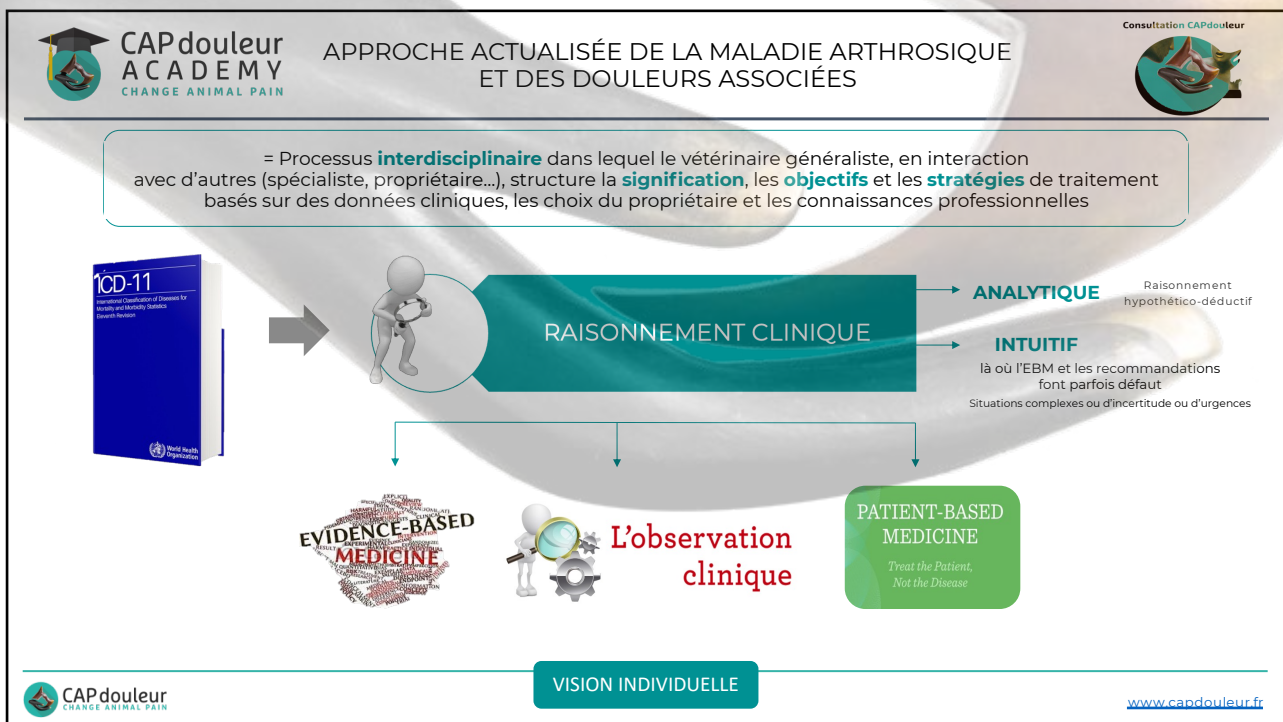 CAPdouleur
ACADEMY
CHANGE ANIMAL PAIN
APPROCHE ACTUALISÉE DE LA MALADIE ARTHROSIQUE
ET DES DOULEURS ASSOCIÉES
Consultation CAPdouleur
= Processus interdisciplinaire dans lequel le vétérinaire généraliste, en interaction
avec d'autres (spécialiste, propriétaire...), structure la signification, les objectifs et les stratégies de traitement
basés sur des données cliniques, les choix du propriétaire et les connaissances professionnelles
ICD-11
International Classification of Diseases for
Mortality and Morbidity Statistics
Eleventh Revision
World Health
Organization
RAISONNEMENT CLINIQUE
ANALYTIQUE
Raisonnement
hypothético-déductif
INTUITIF
là où l'EBM et les recommandations
font parfois défaut
Situations complexes ou d'incertitude ou d'urgences
EVIDENCE-BASED
MEDICINE
L'observation
clinique
PATIENT-BASED
MEDICINE
Treat the Patient,
Not the Disease
VISION INDIVIDUELLE
CAPdouleur
CHANGE ANIMAL PAIN
www.capdouleur.fr